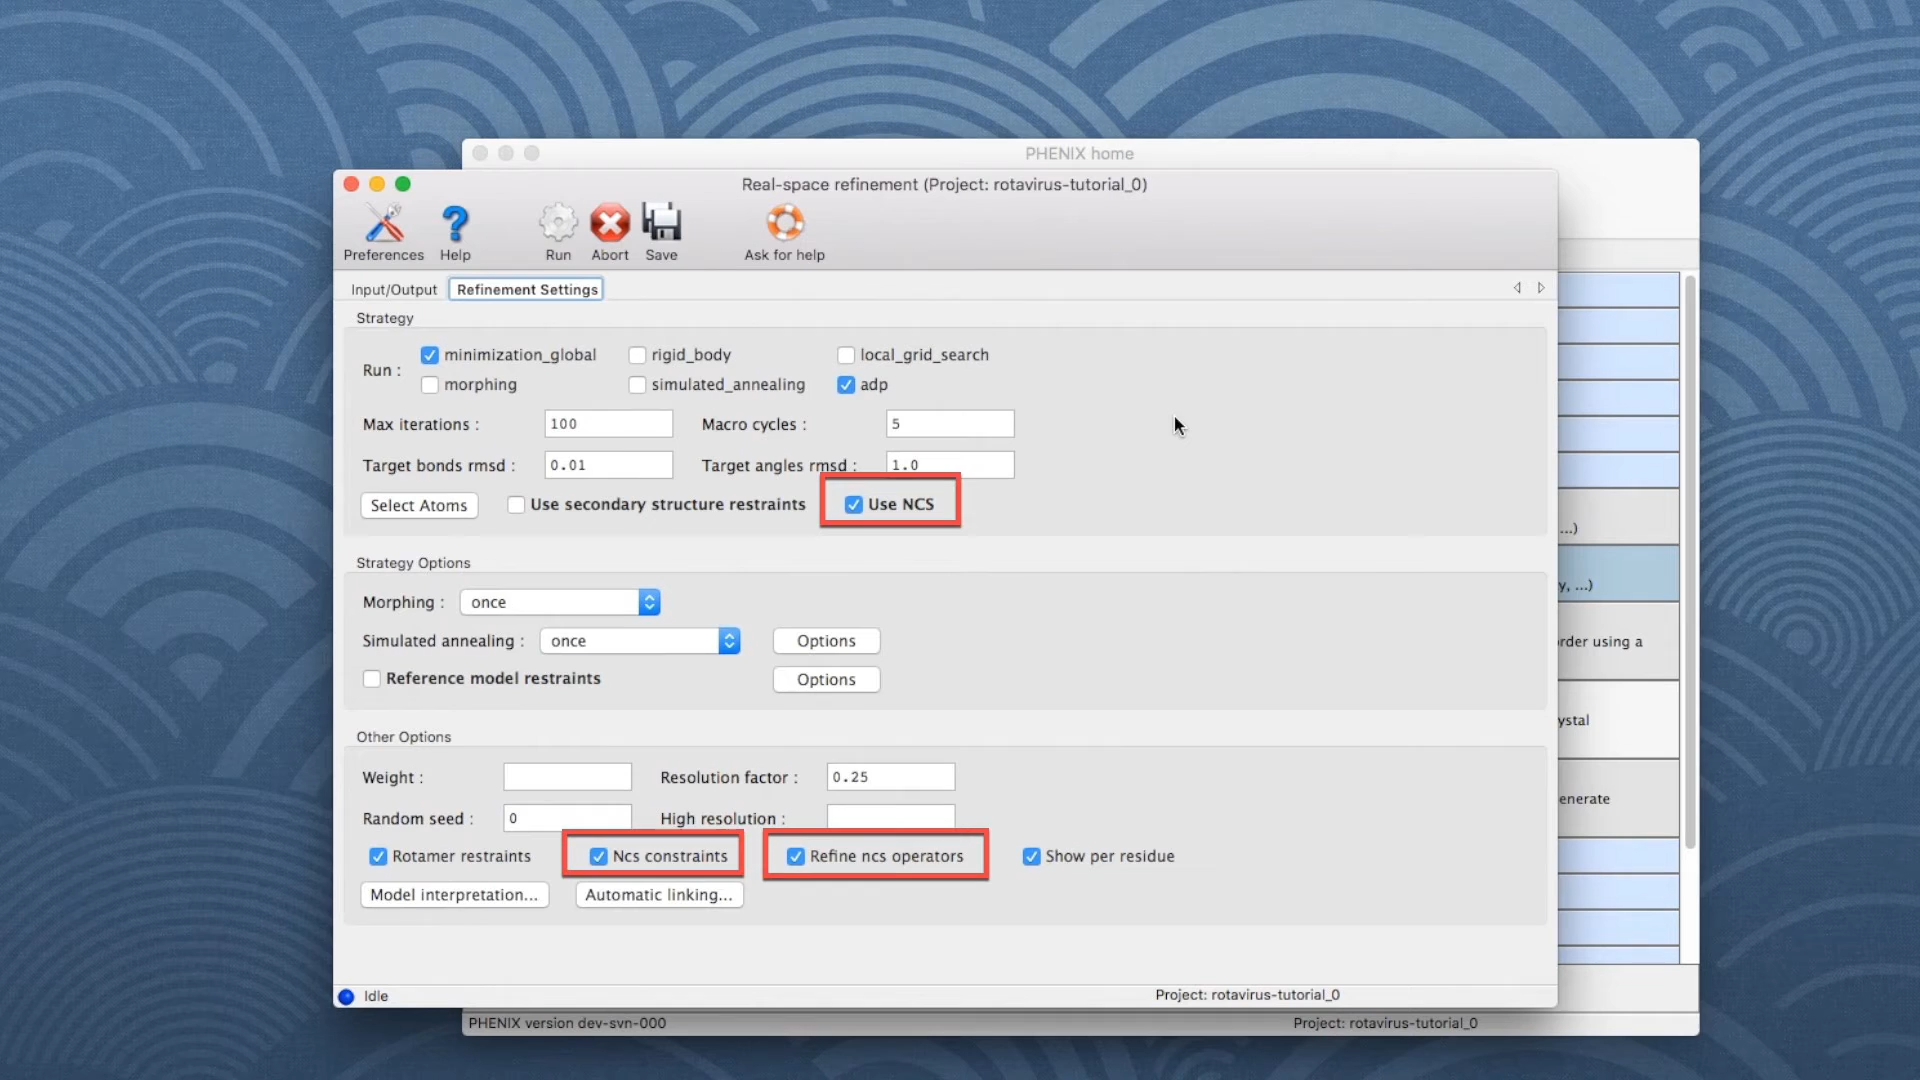 PHENIX home
Real-space refinement (Project: rotavirus-tutorial_0)
Preferences Help Run Abort Save Ask for help
Input/Output Refinement Settings
Strategy
Run : minimization_global rigid_body local_grid_search
morphing simulated_annealing adp
Max iterations : 100 Macro cycles : 5
Target bonds rmsd : 0.01 Target angles rmsd : 1.0
Select Atoms Use secondary structure restraints Use NCS
...)
Strategy Options
y, ...)
Morphing : once
Simulated annealing : once Options
rder using a
Reference model restraints Options
ystal
Other Options
Weight : Resolution factor : 0.25
enerate
Random seed : 0 High resolution :
Rotamer restraints Ncs constraints Refine ncs operators Show per residue
Model interpretation... Automatic linking...
Idle Project: rotavirus-tutorial_0
PHENIX version dev-svn-000 Project: rotavirus-tutorial_0